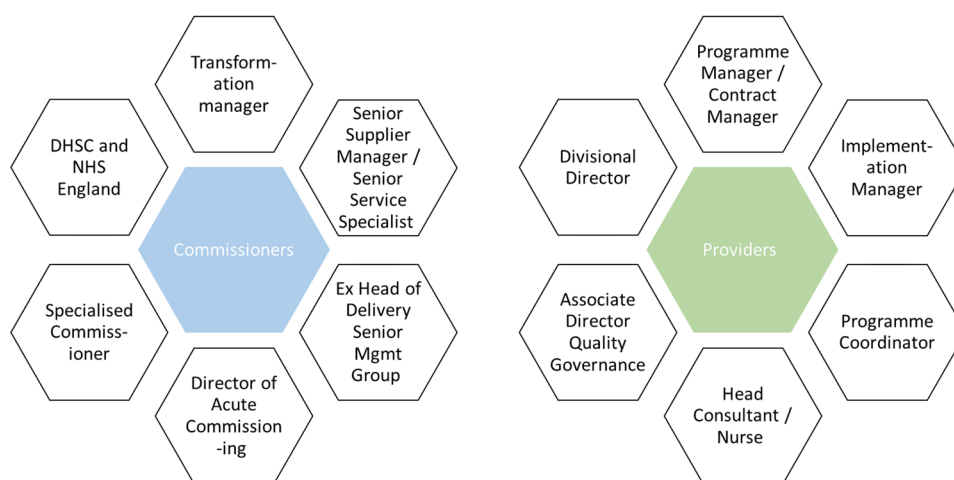 Transform-
ation
manager
DHSC and
NHS
England
Senior
Supplier
Manager /
Senior
Service
Specialist
Commissioners
Specialised
Commiss-
ioner
Ex Head of
Delivery
Senior
Mgmt
Group
Director of
Acute
Commission
-ing
Programme
Manager /
Contract
Manager
Divisional
Director
Implement-
ation
Manager
Providers
Associate
Director
Quality
Governance
Programme
Coordinator
Head
Consultant /
Nurse